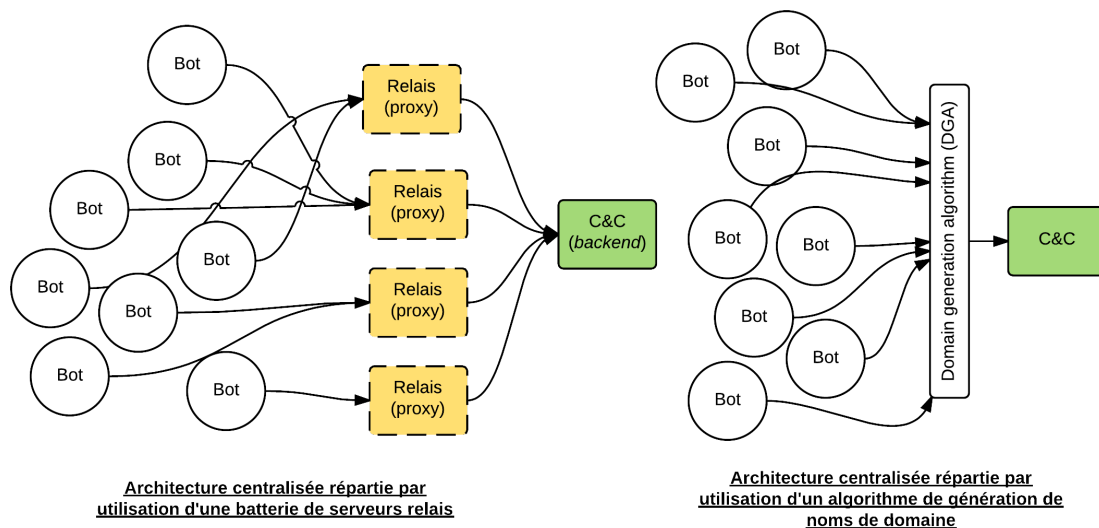 Bot
Bot
Bot
Bot
Bot
Bot
Bot
Bot
Relais
(proxy)
Relais
(proxy)
Relais
(proxy)
Relais
(proxy)
C&C
(backend)
Architecture centralisée répartie par
utilisation d'une batterie de serveurs relais
Bot
Bot
Bot
Bot
Bot
Bot
Bot
Bot
Domain generation algorithm (DGA)
C&C
Architecture centralisée répartie par
utilisation d'un algorithme de génération de
noms de domaine